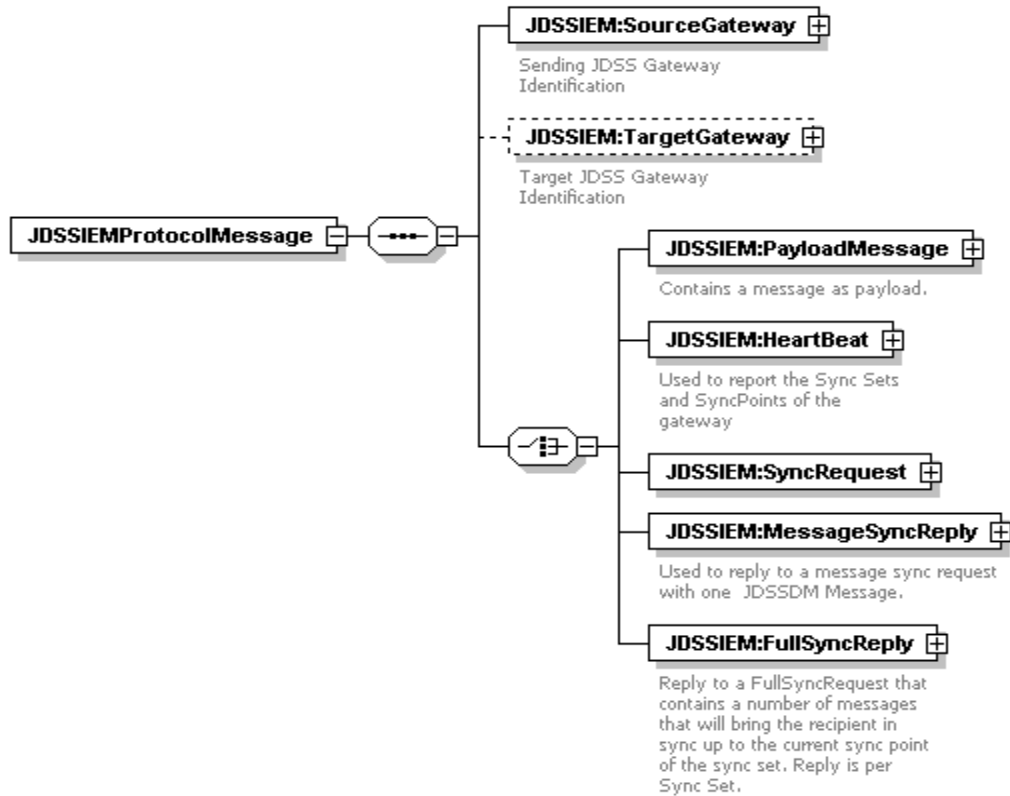 JDSSIEM:SourceGateway
Sending JDSS Gateway
Identification
JDSSIEM:TargetGateway
Target JDSS Gateway
Identification
JDSSIEMProtocolMessage
JDSSIEM:PayloadMessage
Contains a message as payload.
JDSSIEM:HeartBeat
Used to report the Sync Sets
and SyncPoints of the
gateway
JDSSIEM:SyncRequest
JDSSIEM:MessageSyncReply
Used to reply to a message sync request
with one JDSSDM Message.
JDSSIEM:FullSyncReply
Reply to a FullSyncRequest that
contains a number of messages
that will bring the recipient in
sync up to the current sync point
of the sync set. Reply is per
Sync Set.